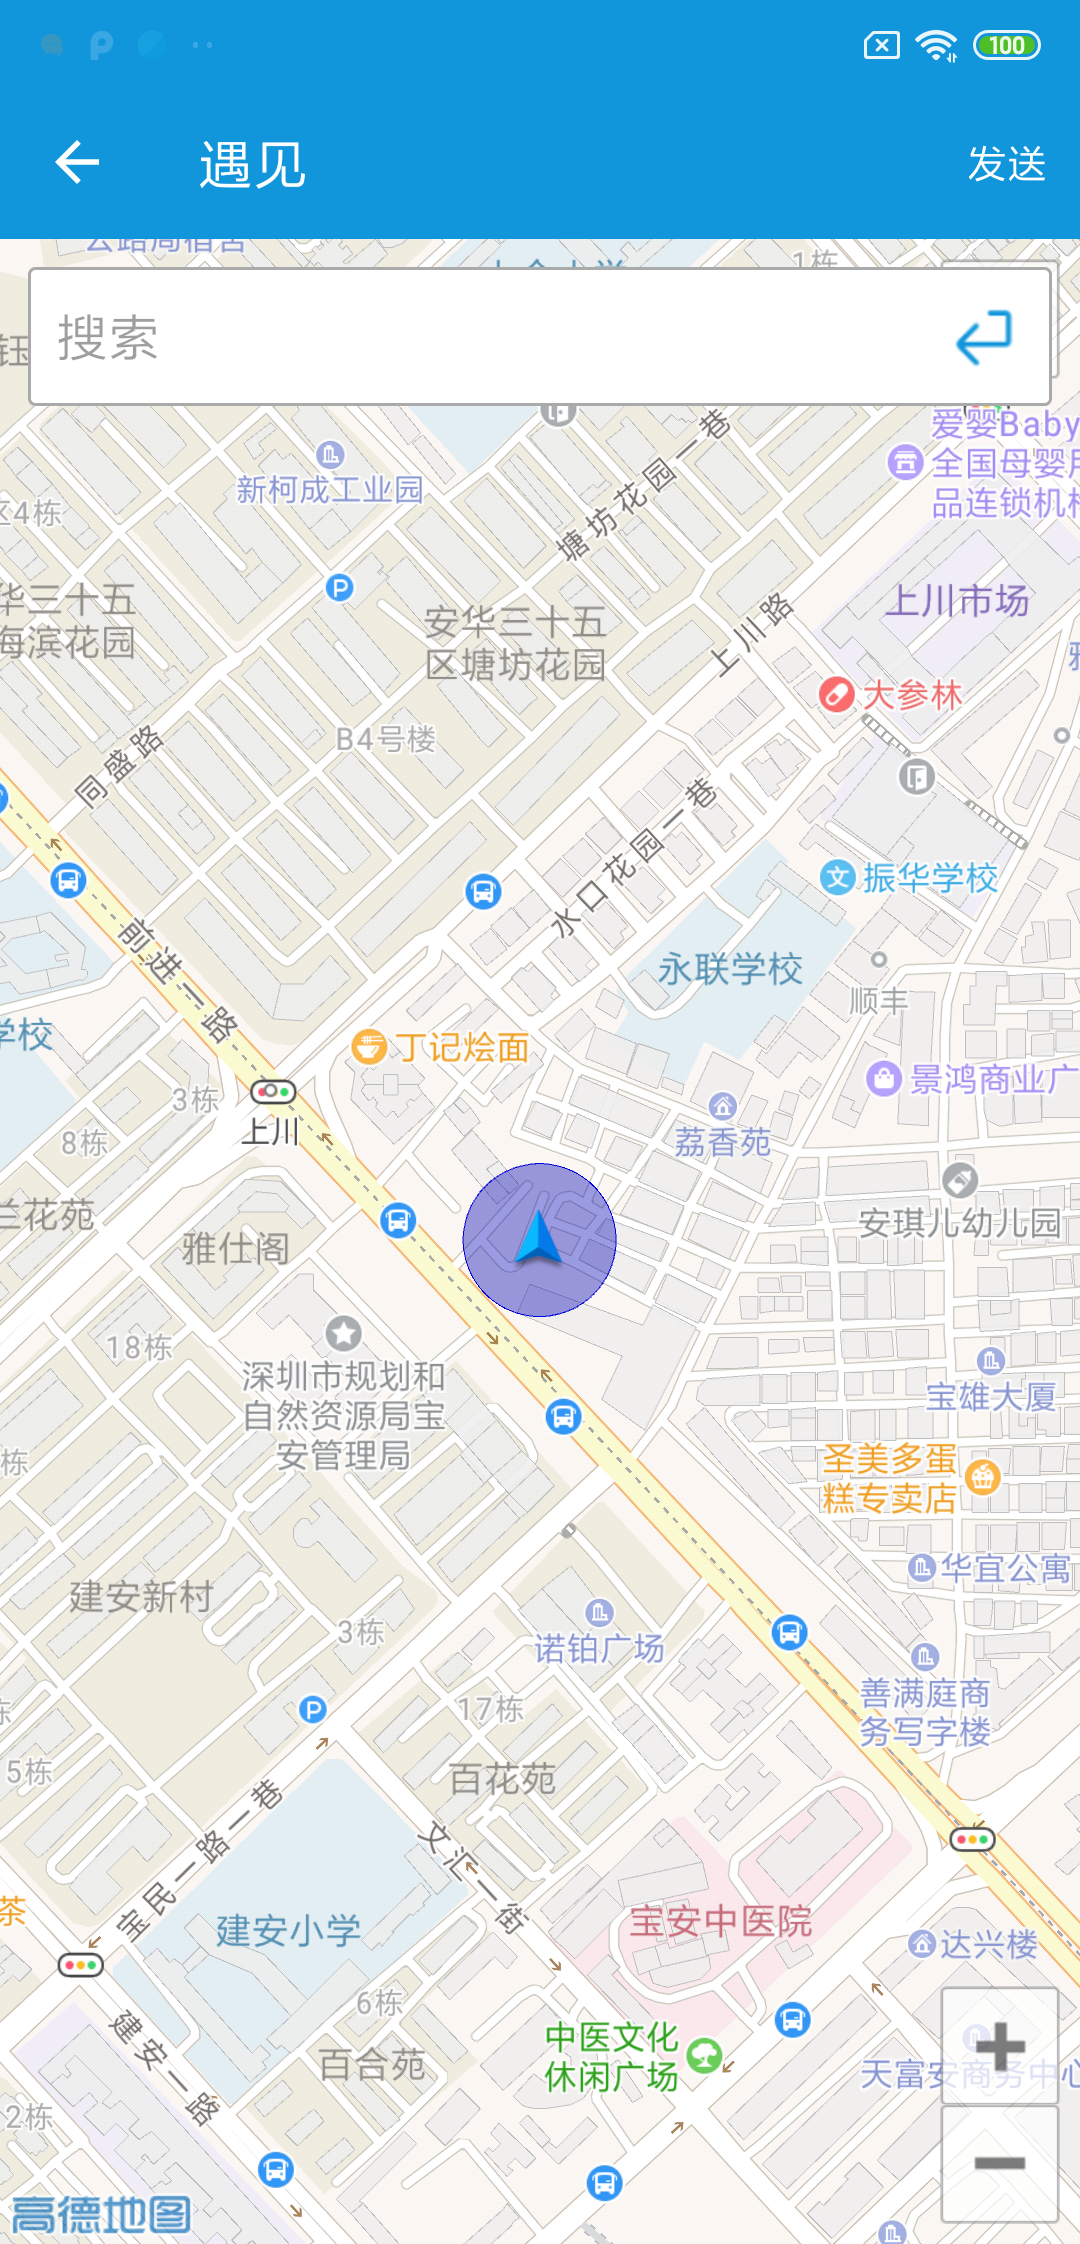 100
遇见
发送
公路局宿舍
1栋
搜索
爱婴Baby
全国母婴用
品连锁机构
新柯成工业园
区4栋
塘坊花园一巷
华三十五
海滨花园
安华三十五
区塘坊花园
上川市场
上川路
大参林
B4号楼
同盛路
水口花园一巷
振华学校
前进一路
永联学校
顺丰
学校
丁记烩面
景鸿商业广
3栋
上川
8栋
荔香苑
兰花苑
雅仕阁
安琪儿幼儿园
18栋
深圳市规划和
自然资源局宝
安管理局
宝雄大厦
栋
圣美多蛋
糕专卖店
华宜公寓
建安新村
3栋
诺铂广场
善满庭商
务写字楼
17栋
5栋
百花苑
宝民一路一巷
文汇一街
茶
建安小学
宝安中医院
达兴楼
6栋
建安一路
百合苑
中医文化
休闲广场
天富安商务中心
2栋
高德地图